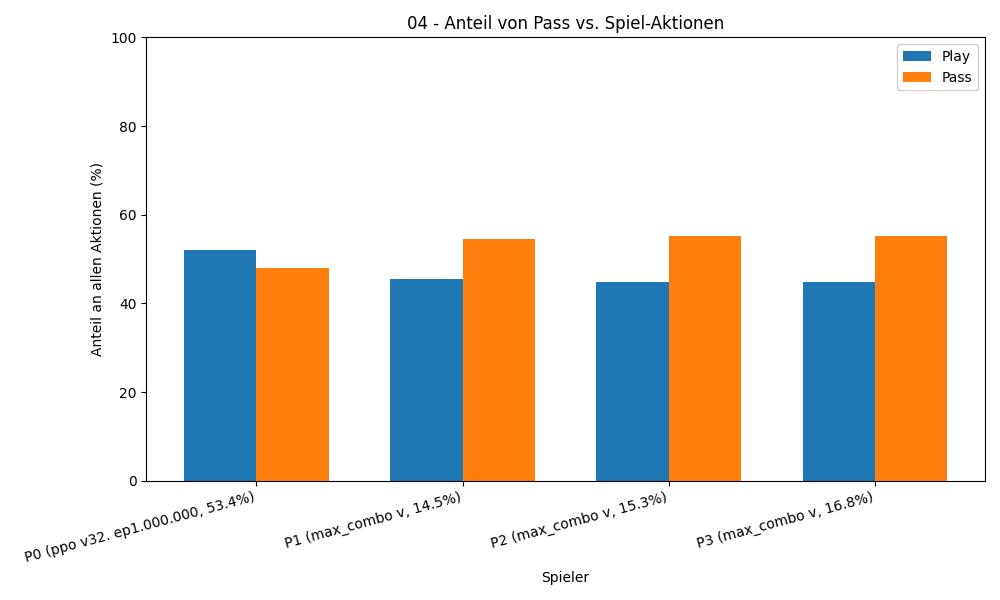 04 - Anteil von Pass vs. Spiel-Aktionen
Play
Pass
Anteil an allen Aktionen (%)
100
80
60
40
20
0
P0 (ppo v32. ep1.000.000, 53.4%)
P1 (max_combo v, 14.5%)
P2 (max_combo v, 15.3%)
P3 (max_combo v, 16.8%)
Spieler